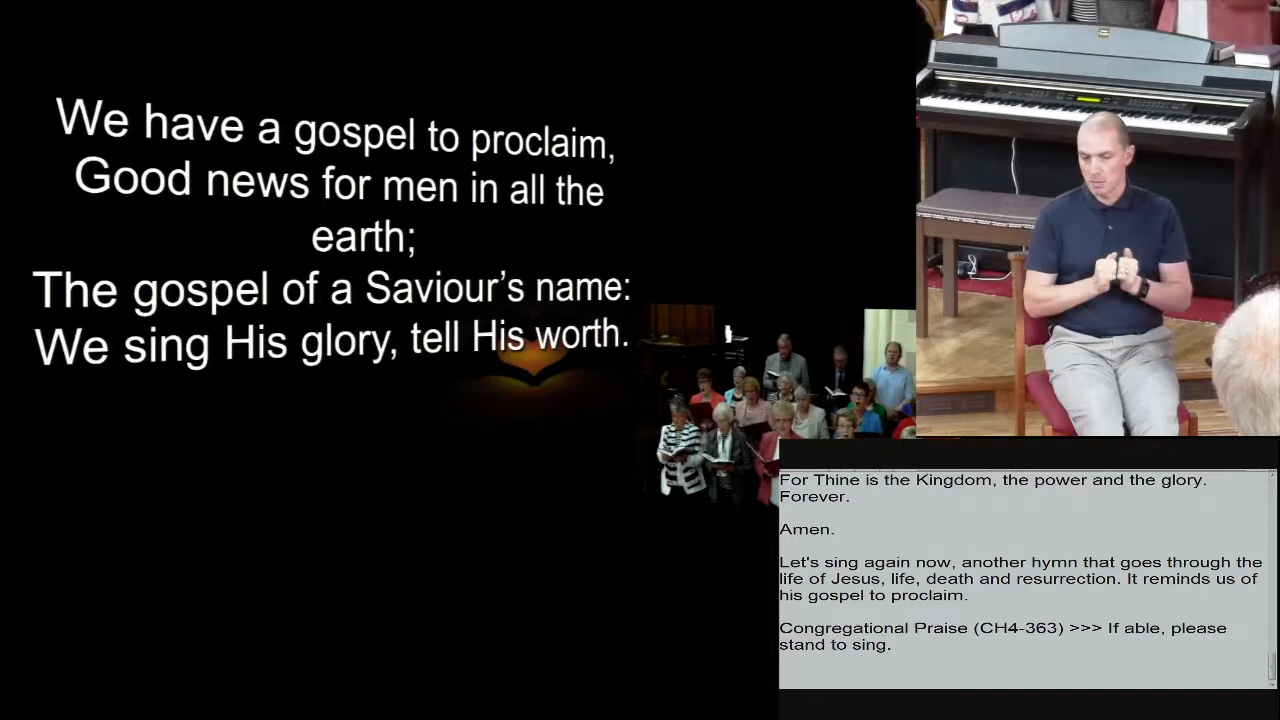 We have a gospel to proclaim,
Good news for men in all the
earth;
The gospel of a Saviour’s name:
We sing His glory, tell His worth.
For Thine is the Kingdom, the power and the glory.
Forever.
Amen.
Let's sing again now, another hymn that goes through the
life of Jesus, life, death and resurrection. It reminds us of
his gospel to proclaim.
Congregational Praise (CH4-363) >>> If able, please
stand to sing.